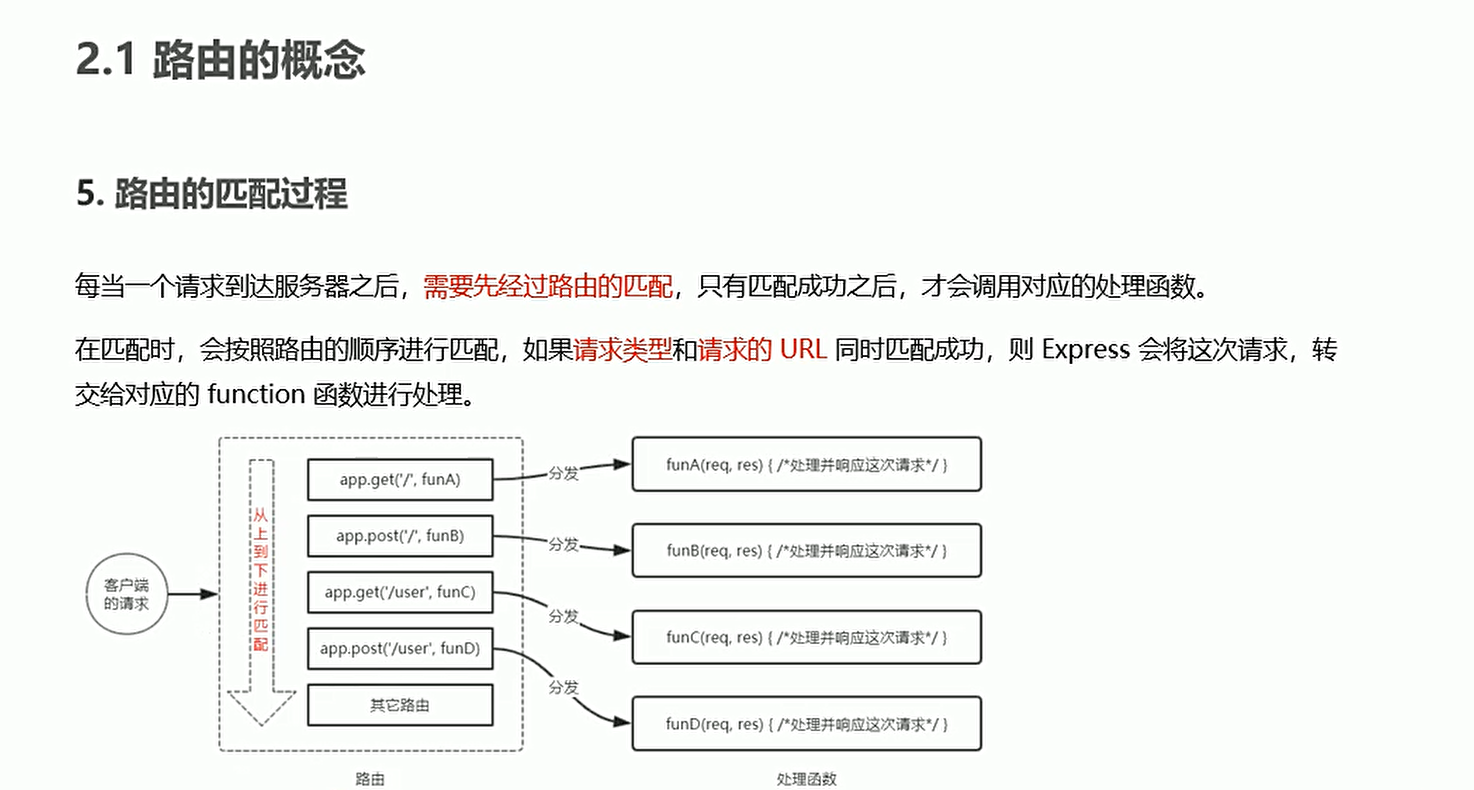 2.1 路由的概念
5. 路由的匹配过程
每当一个请求到达服务器之后，需要先经过路由的匹配，只有匹配成功之后，才会调用对应的处理函数。
在匹配时，会按照路由的顺序进行匹配，如果请求类型和请求的 URL 同时匹配成功，则 Express 会将这次请求，转
交给对应的 function 函数进行处理。
客户端
的请求
从上到下进行匹配
app.get('/', funA)
app.post('/', funB)
app.get('/user', funC)
app.post('/user', funD)
其它路由
路由
分发
分发
分发
分发
funA(req, res) { /*处理并响应这次请求*/ }
funB(req, res) { /*处理并响应这次请求*/ }
funC(req, res) { /*处理并响应这次请求*/ }
funD(req, res) { /*处理并响应这次请求*/ }
处理函数